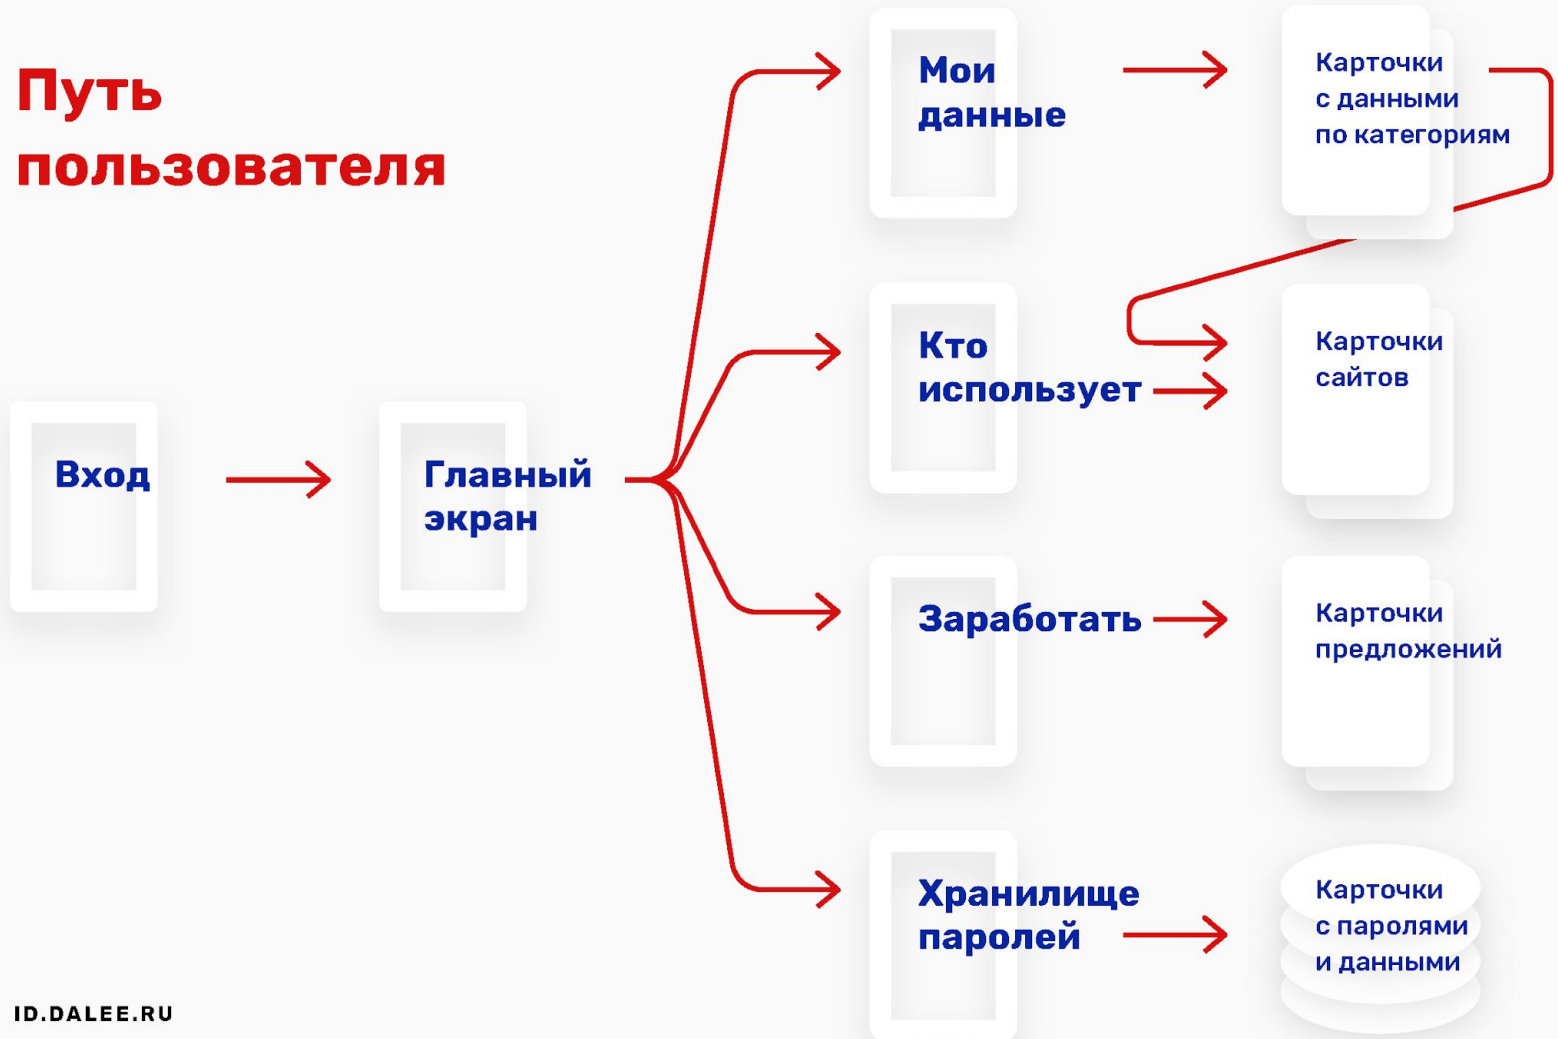 Путь
пользователя
Вход
Главный
экран
Мои
данные
Карточки
с данными
по категориям
Кто
использует
Карточки
сайтов
Заработать
Карточки
предложений
Хранилище
паролей
Карточки
с паролями
и данными
ID.DALEE.RU